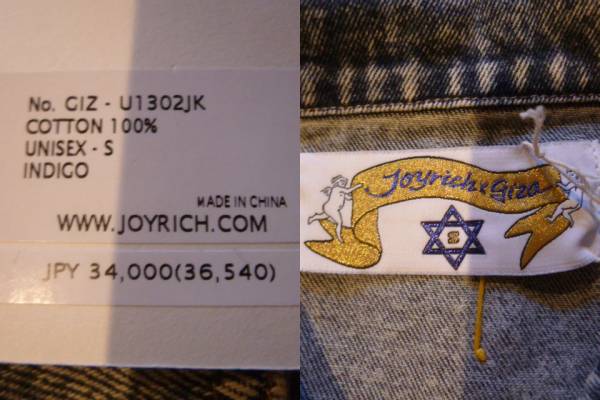 No. GIZ - U1302JK
COTTON 100%
UNISEX - S
INDIGO
MADE IN CHINA
WWW.JOYRICH.COM
JPY 34,000(36,540)
Joyrich x Giza